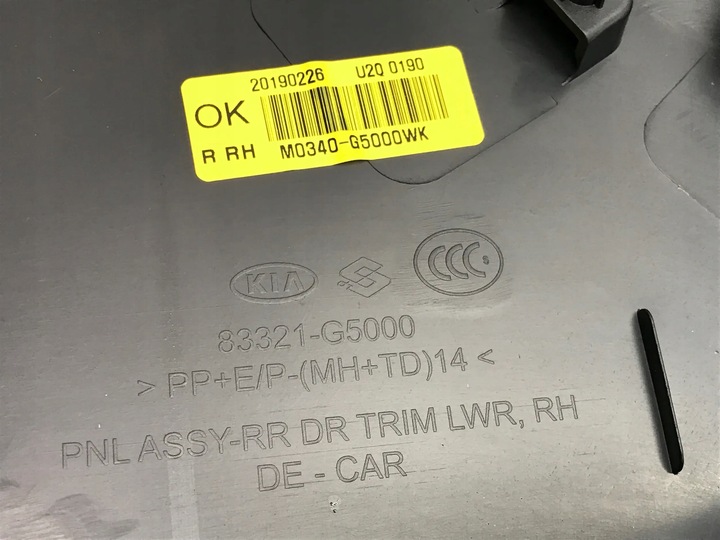 20190226 U2Q 0190
OK
R RH M0340-G5000WK
KIA CCC S
83321-G5000
> PP+E/P-(MH+TD)14 <
PNL ASSY-RR DR TRIM LWR, RH
DE - CAR